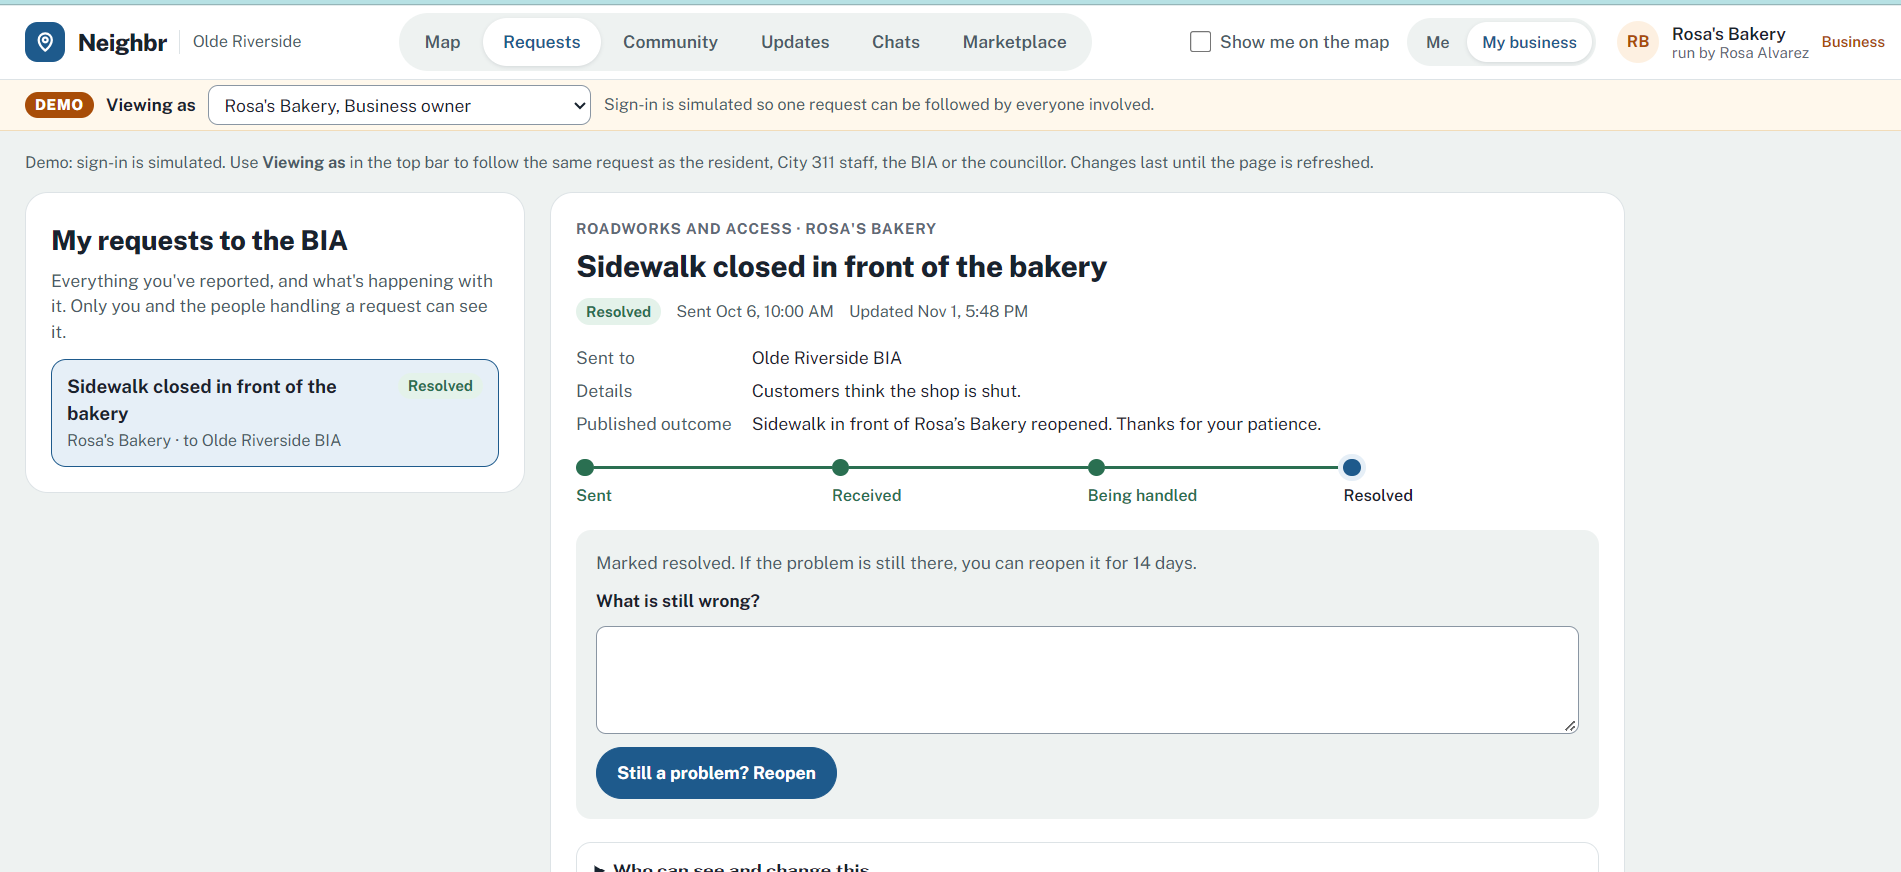 Neighbr
Olde Riverside
Map
Requests
Community
Updates
Chats
Marketplace
Show me on the map
Me
My business
RB
Rosa's Bakery
run by Rosa Alvarez
Business
DEMO
Viewing as
Rosa's Bakery, Business owner
Sign-in is simulated so one request can be followed by everyone involved.
Demo: sign-in is simulated. Use Viewing as in the top bar to follow the same request as the resident, City 311 staff, the BIA or the councillor. Changes last until the page is refreshed.
My requests to the BIA
Everything you've reported, and what's happening with
it. Only you and the people handling a request can see
it.
Sidewalk closed in front of the
bakery
Resolved
Rosa's Bakery · to Olde Riverside BIA
ROADWORKS AND ACCESS · ROSA'S BAKERY
Sidewalk closed in front of the bakery
Resolved
Sent Oct 6, 10:00 AM
Updated Nov 1, 5:48 PM
Sent to
Olde Riverside BIA
Details
Customers think the shop is shut.
Published outcome
Sidewalk in front of Rosa’s Bakery reopened. Thanks for your patience.
Sent
Received
Being handled
Resolved
Marked resolved. If the problem is still there, you can reopen it for 14 days.
What is still wrong?
Still a problem? Reopen
Who can see and change this